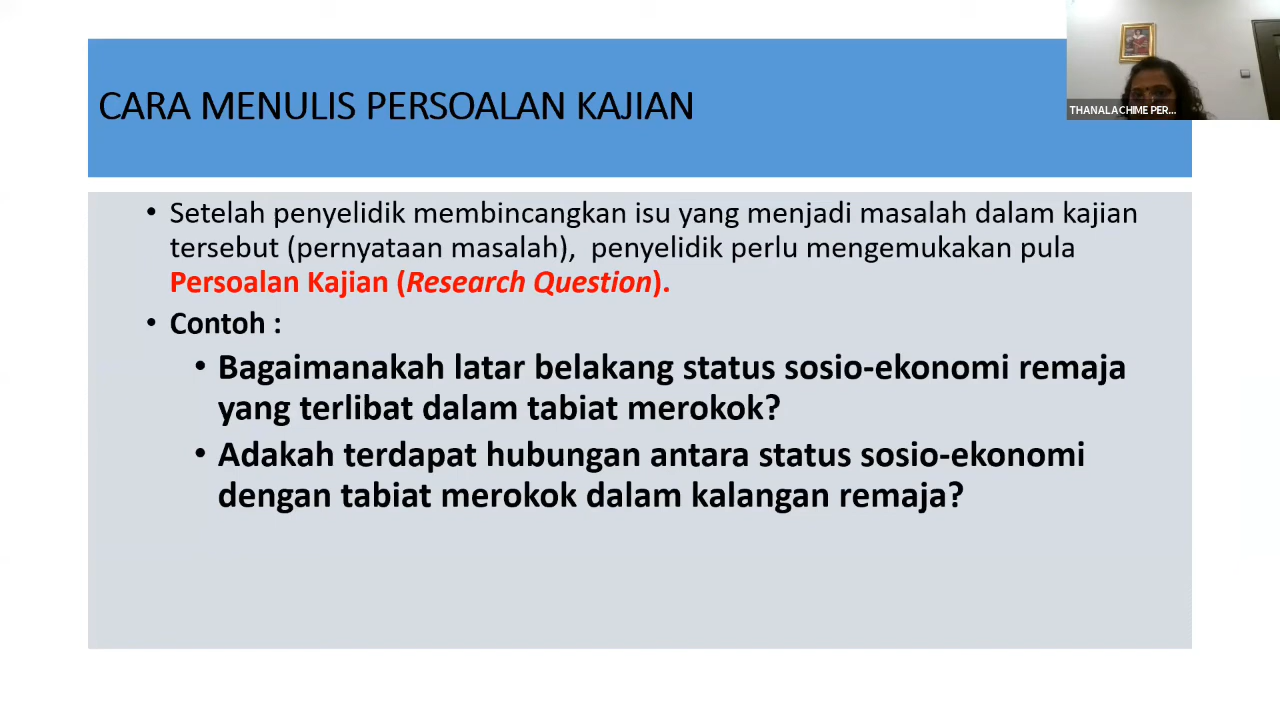 CARA MENULIS PERSOALAN KAJIAN
THANALACHIME PER...
• Setelah penyelidik membincangkan isu yang menjadi masalah dalam kajian
tersebut (pernyataan masalah), penyelidik perlu mengemukakan pula
Persoalan Kajian (Research Question).
• Contoh :
• Bagaimanakah latar belakang status sosio-ekonomi remaja
yang terlibat dalam tabiat merokok?
• Adakah terdapat hubungan antara status sosio-ekonomi
dengan tabiat merokok dalam kalangan remaja?